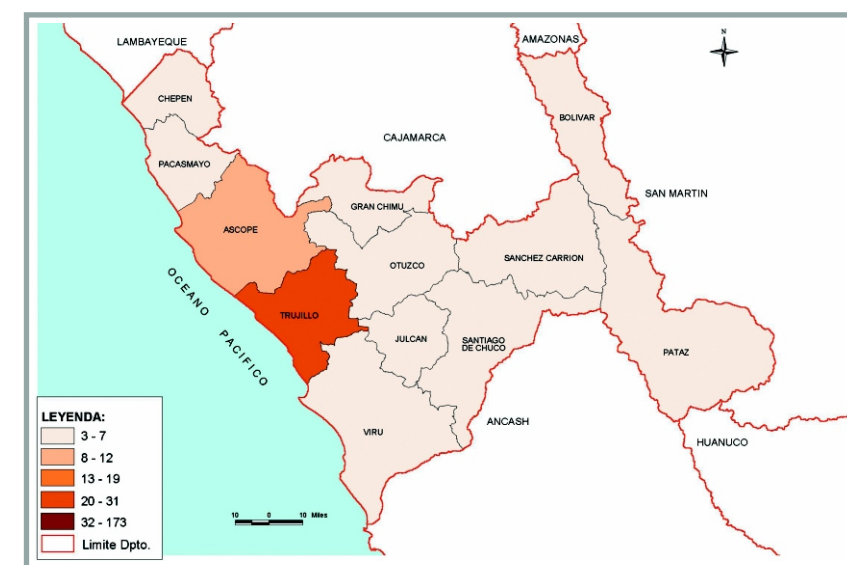 LAMBAYEQUE
AMAZONAS
N
CHEPEN
BOLIVAR
CAJAMARCA
PACASMAYO
SAN MARTIN
GRAN CHIMU
ASCOPE
SANCHEZ CARRION
OTUZCO
OCEANO PACIFICO
TRUJILLO
JULCAN
SANTIAGO
DE CHUCO
PATAZ
ANCASH
VIRU
HUANUCO
LEYENDA:
3 - 7
8 - 12
13 - 19
20 - 31
32 - 173
Limite Dpto.
10 0 10 Miles